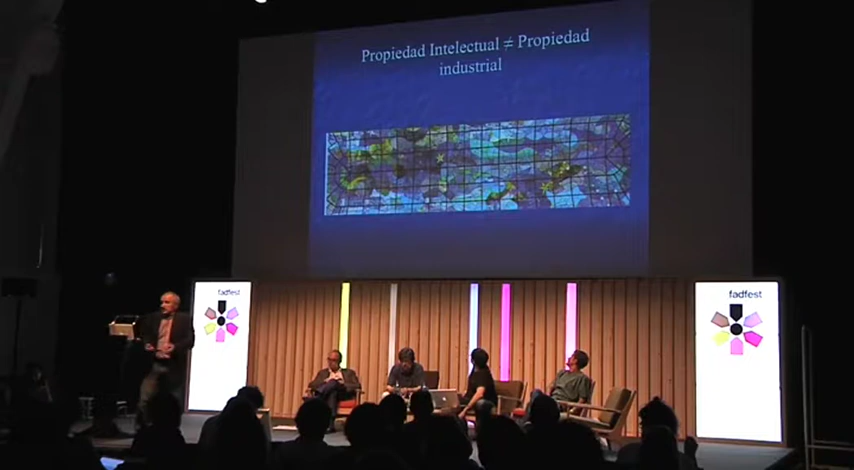 Propiedad Intelectual ≠ Propiedad
industrial
fadfest
fadfest